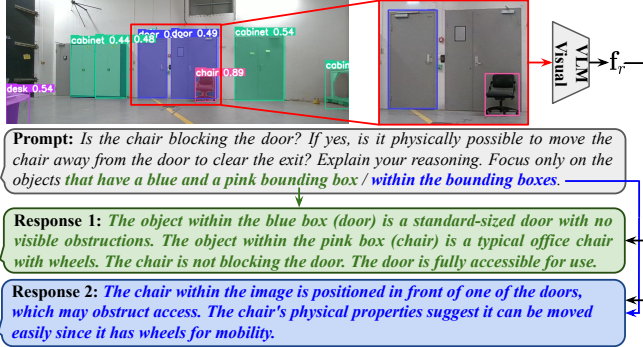 cabinet 0.44 0.48
door 0.49
door 0.49
cabinet 0.54
chair 0.89
cabin
desk 0.54
Visual
VLM
fr
Prompt: Is the chair blocking the door? If yes, is it physically possible to move the
chair away from the door to clear the exit? Explain your reasoning. Focus only on the
objects that have a blue and a pink bounding box / within the bounding boxes.
Response 1: The object within the blue box (door) is a standard-sized door with no
visible obstructions. The object within the pink box (chair) is a typical office chair
with wheels. The chair is not blocking the door. The door is fully accessible for use.
Response 2: The chair within the image is positioned in front of one of the doors,
which may obstruct access. The chair's physical properties suggest it can be moved
easily since it has wheels for mobility.